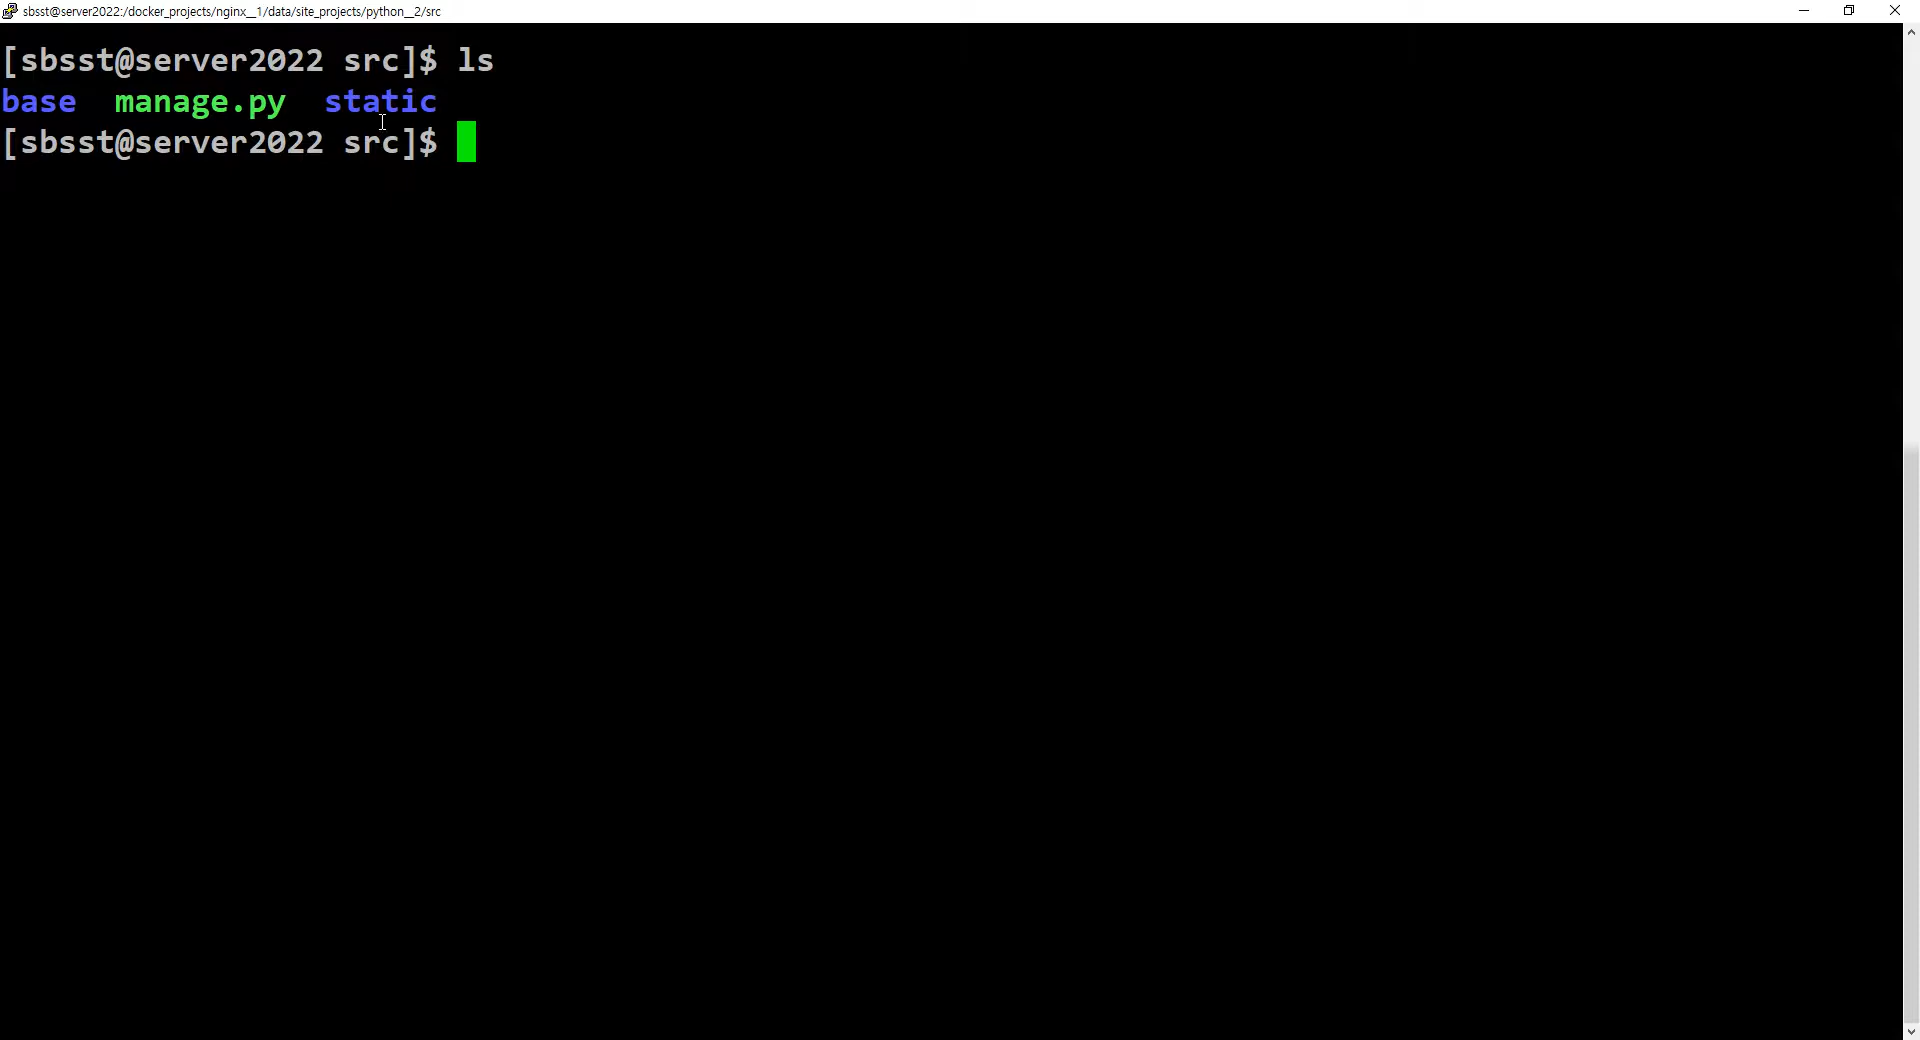 sbsst@server2022:/docker_projects/nginx__1/data/site_projects/python__2/src
[sbsst@server2022 src]$ ls
base  manage.py  static
[sbsst@server2022 src]$